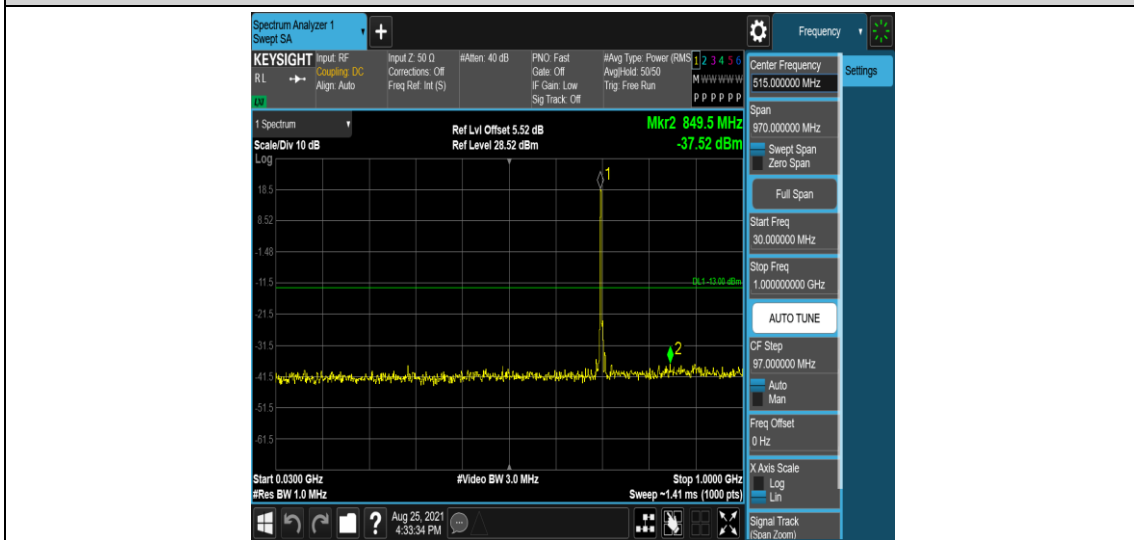 Spectrum Analyzer 1
Swept SA
+
Frequency
KEYSIGHT
RL
Input: RF
Coupling: DC
Align: Auto
Input Z: 50 Ω
Corrections: Off
Freq Ref: Int (S)
#Atten: 40 dB
PNO: Fast
Gate: Off
IF Gain: Low
Sig Track: Off
#Avg Type: Power (RMS
Avg|Hold: 50/50
Trig: Free Run
1 2 3 4 5 6
M W W W W W
P P P P P P
1 Spectrum
Scale/Div 10 dB
Log
Ref Lvl Offset 5.52 dB
Ref Level 28.52 dBm
Mkr2 849.5 MHz
-37.52 dBm
1
18.5
8.52
-1.48
-11.5
DL1 -13.00 dBm
-21.5
-31.5
2
-41.5
-51.5
-61.5
Start 0.0300 GHz
#Res BW 1.0 MHz
#Video BW 3.0 MHz
Stop 1.0000 GHz
Sweep ~1.41 ms (1000 pts)
?
Aug 25, 2021
4:33:34 PM
Center Frequency
515.000000 MHz
Settings
Span
970.000000 MHz
Swept Span
Zero Span
Full Span
Start Freq
30.000000 MHz
Stop Freq
1.000000000 GHz
AUTO TUNE
CF Step
97.000000 MHz
Auto
Man
Freq Offset
0 Hz
X Axis Scale
Log
Lin
Signal Track
(Span Zoom)